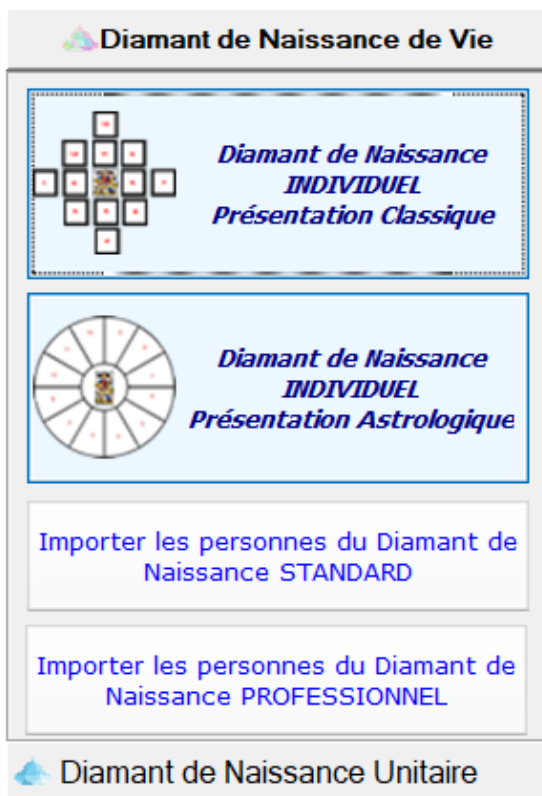 Diamant de Naissance de Vie
Diamant de Naissance
INDIVIDUEL
Présentation Classique
Diamant de Naissance
INDIVIDUEL
Présentation Astrologique
Importer les personnes du Diamant de
Naissance STANDARD
Importer les personnes du Diamant de
Naissance PROFESSIONNEL
Diamant de Naissance Unitaire